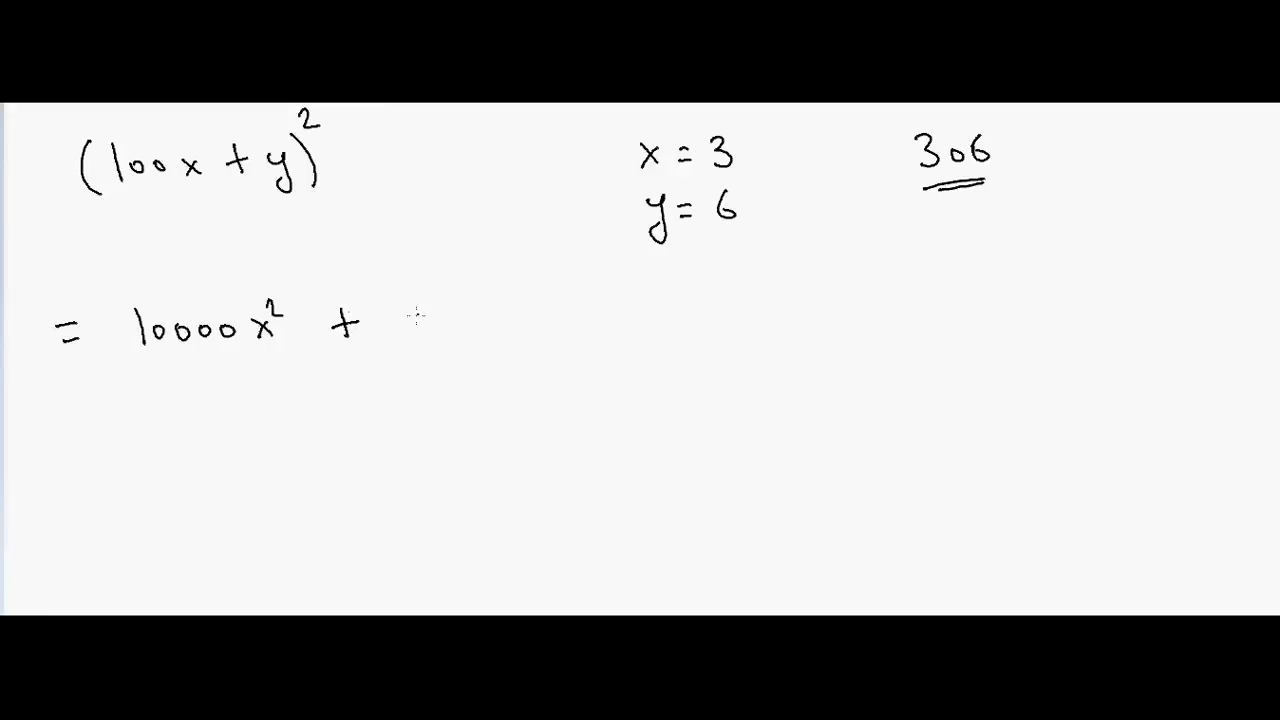 (100x + y)²
x = 3
y = 6
306
= 10000x² +